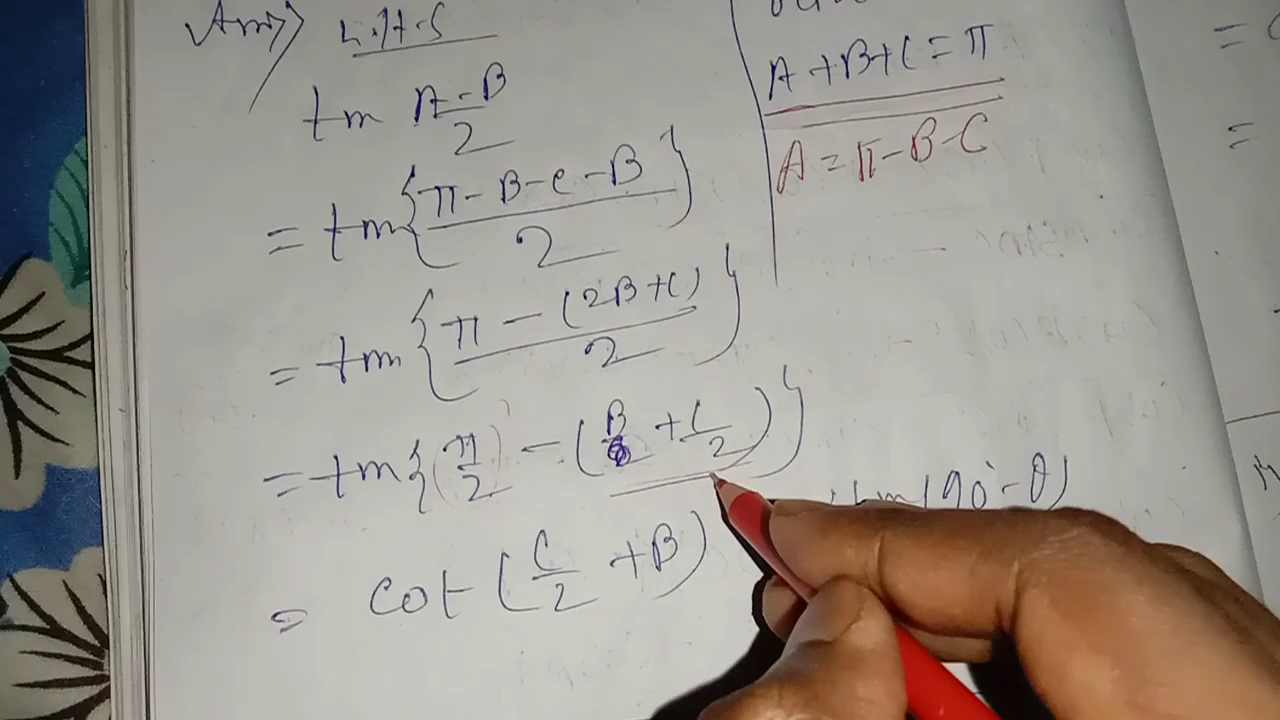 Ans L.H.S
tan A-B/2
= tan{π-B-C-B/2}
= tan{π-(2B+C)/2}
= tan{(π/2)-(B+C/2)}
= cot(C/2+B)
A+B+C=π
A=π-B-C
tan(90°-θ)
=
=